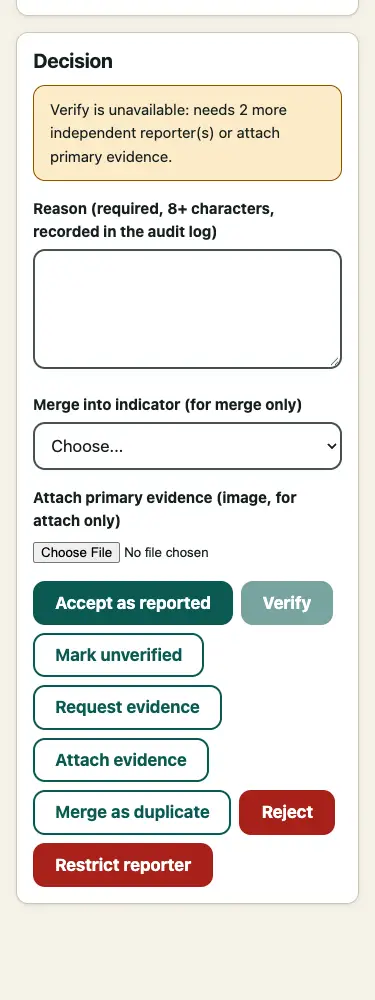 Decision
Verify is unavailable: needs 2 more
independent reporter(s) or attach
primary evidence.
Reason (required, 8+ characters,
recorded in the audit log)
Merge into indicator (for merge only)
Choose...
Attach primary evidence (image, for
attach only)
Choose File No file chosen
Accept as reported Verify
Mark unverified
Request evidence
Attach evidence
Merge as duplicate Reject
Restrict reporter